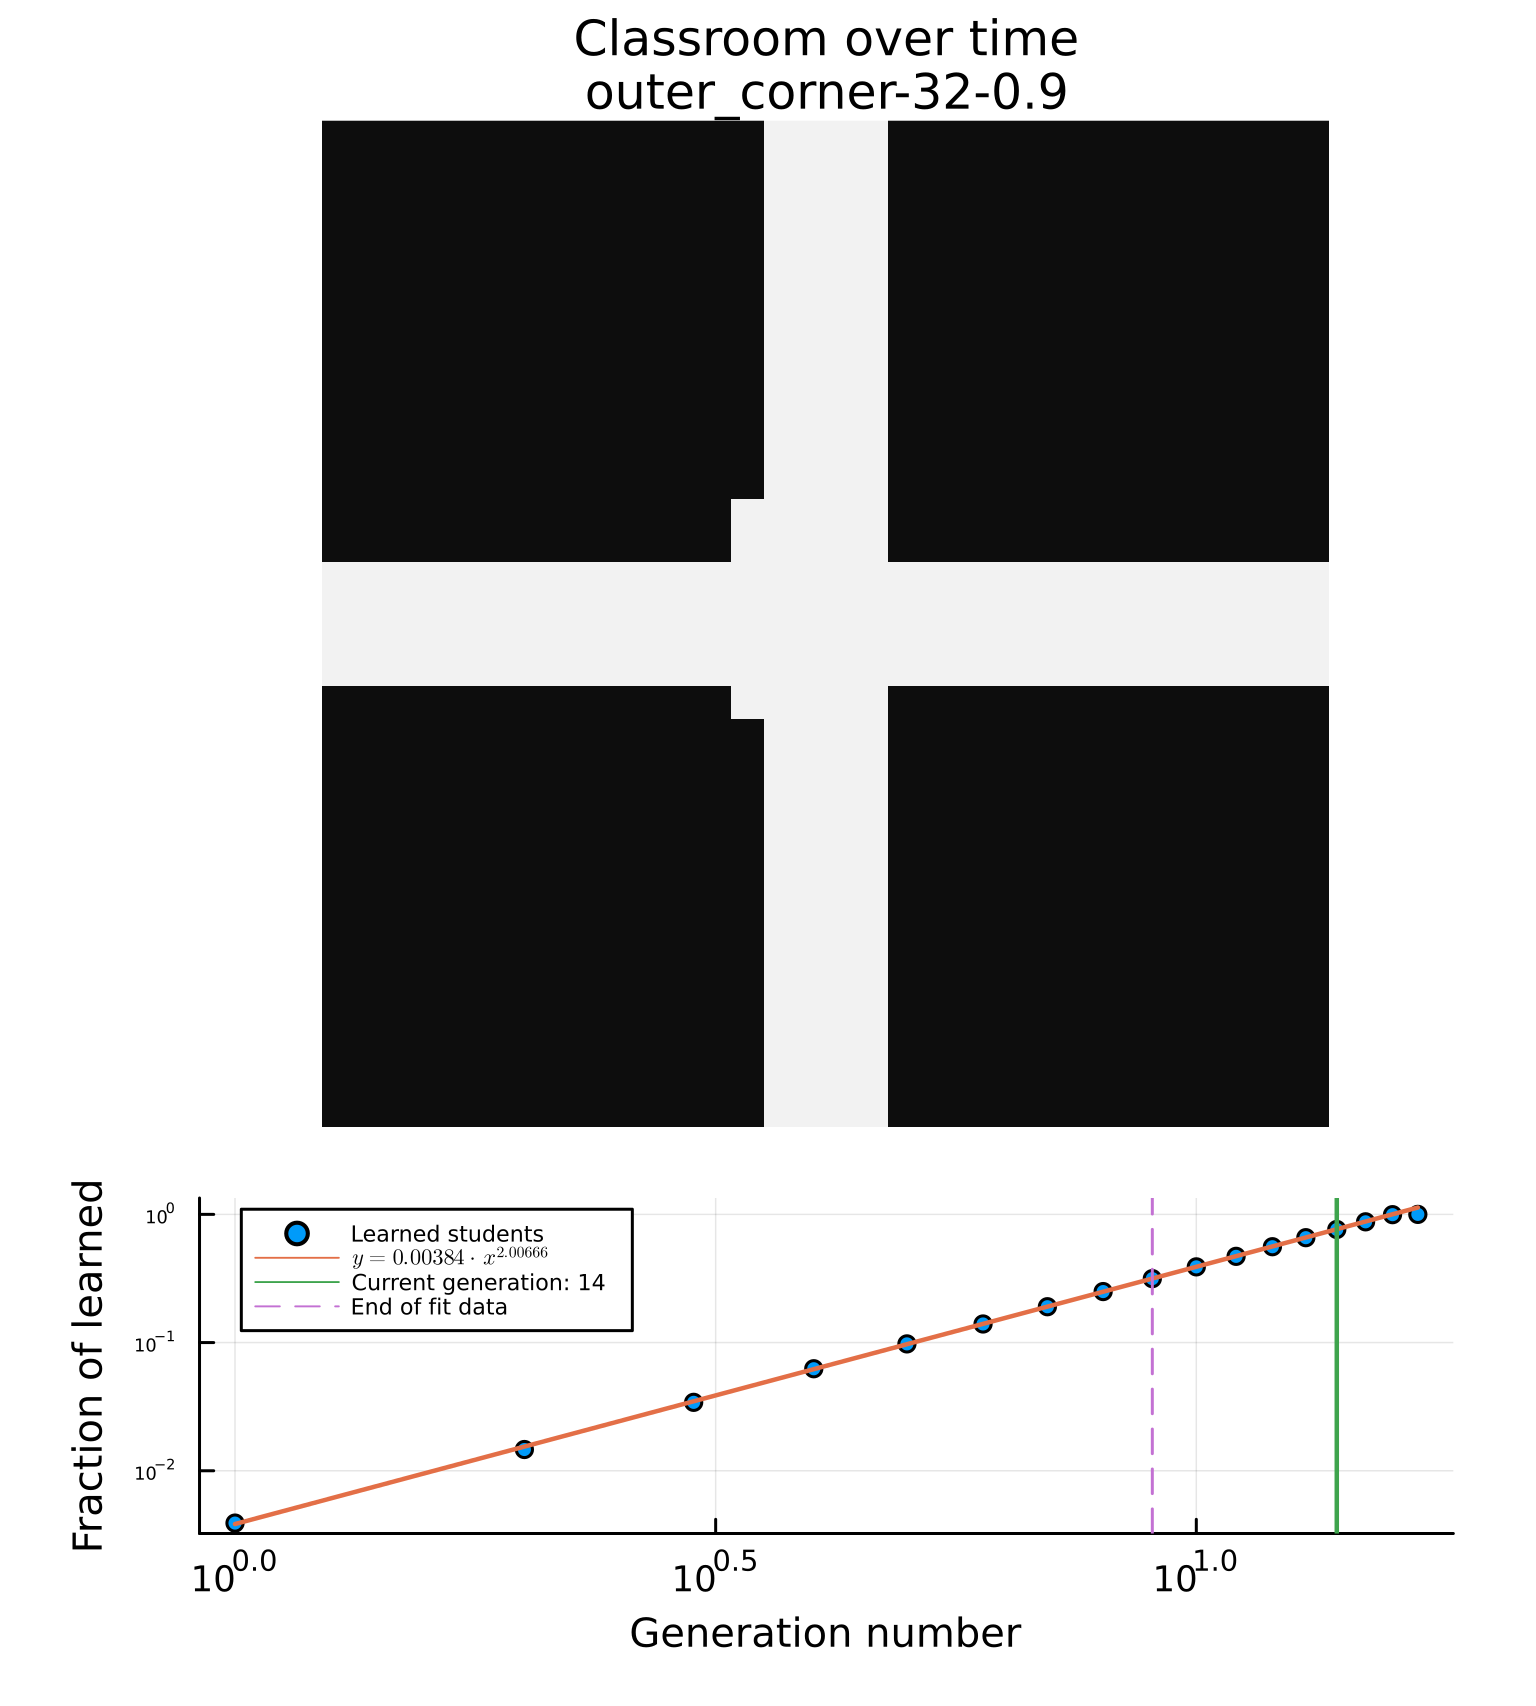 Classroom over time
outer_corner-32-0.9
Fraction of learned
10^0
10^-1
10^-2
Learned students
y = 0.00384 · x^2.00666
Current generation: 14
End of fit data
10^0.0
10^0.5
10^1.0
Generation number